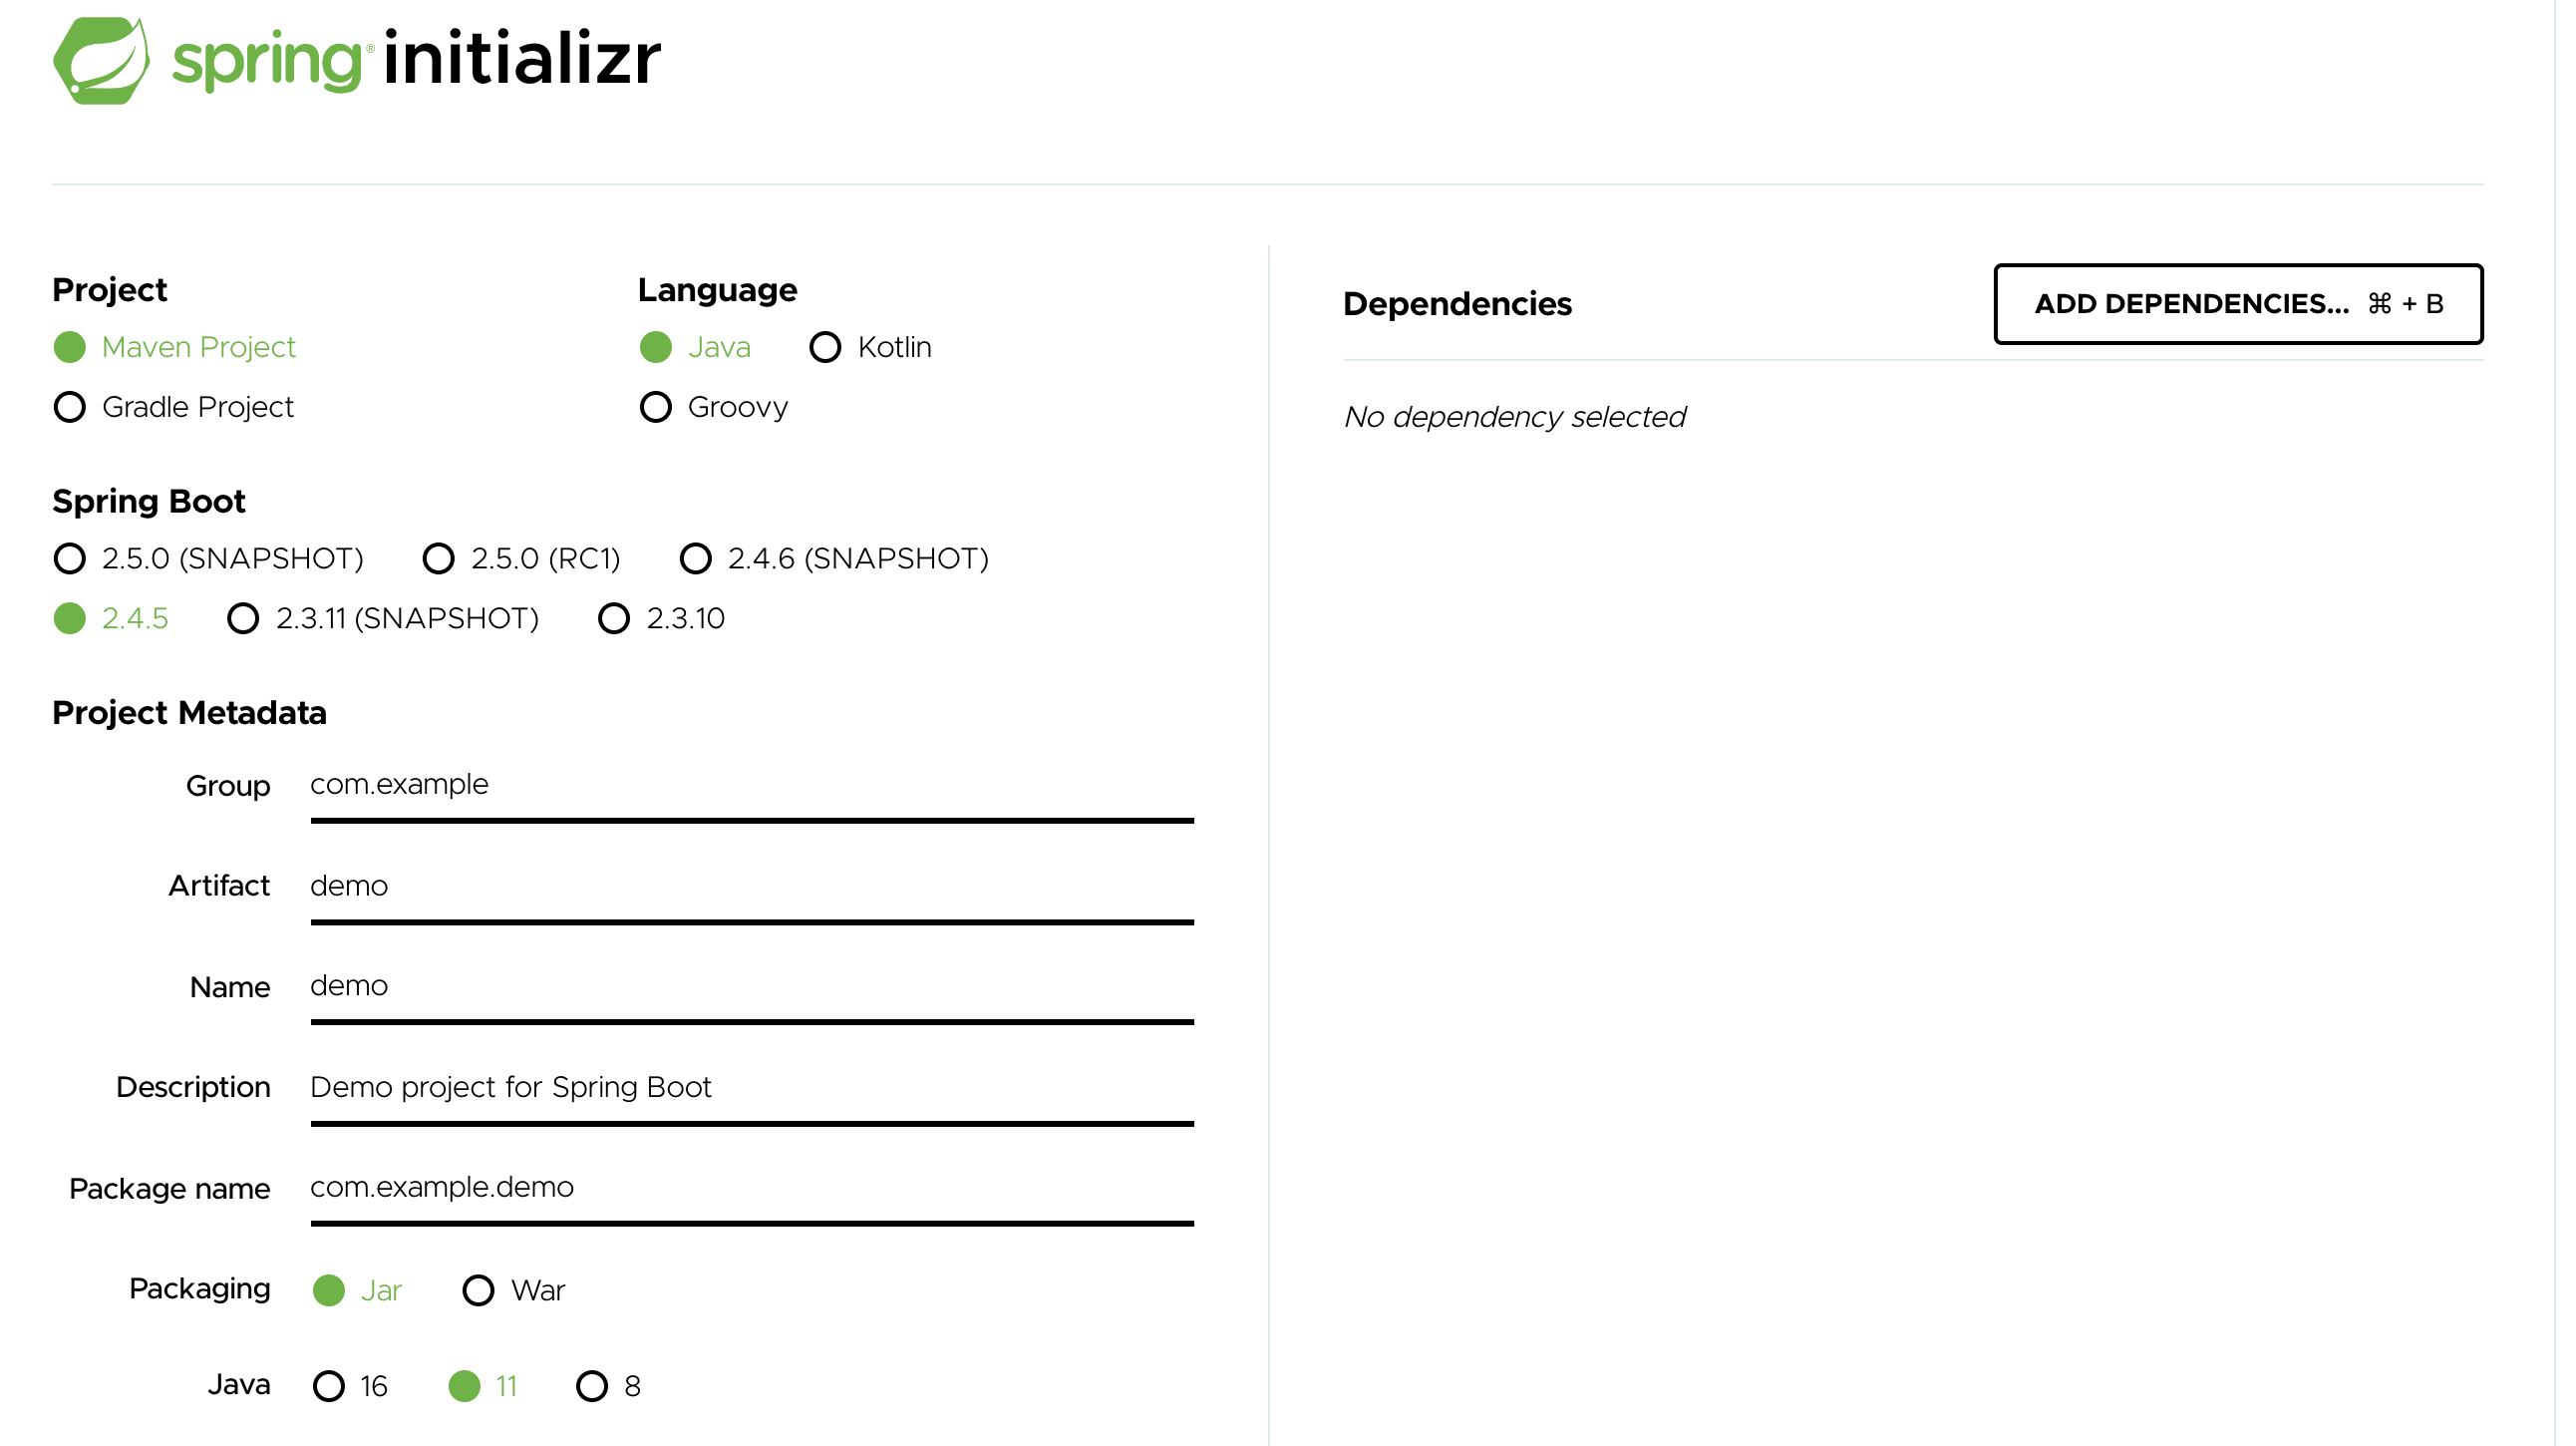 spring® initializr
Project
Maven Project
Gradle Project
Language
Java Kotlin
Groovy
Spring Boot
2.5.0 (SNAPSHOT) 2.5.0 (RC1) 2.4.6 (SNAPSHOT)
2.4.5 2.3.11 (SNAPSHOT) 2.3.10
Project Metadata
Group com.example
Artifact demo
Name demo
Description Demo project for Spring Boot
Package name com.example.demo
Packaging Jar War
Java 16 11 8
Dependencies ADD DEPENDENCIES... ⌘ + B
No dependency selected